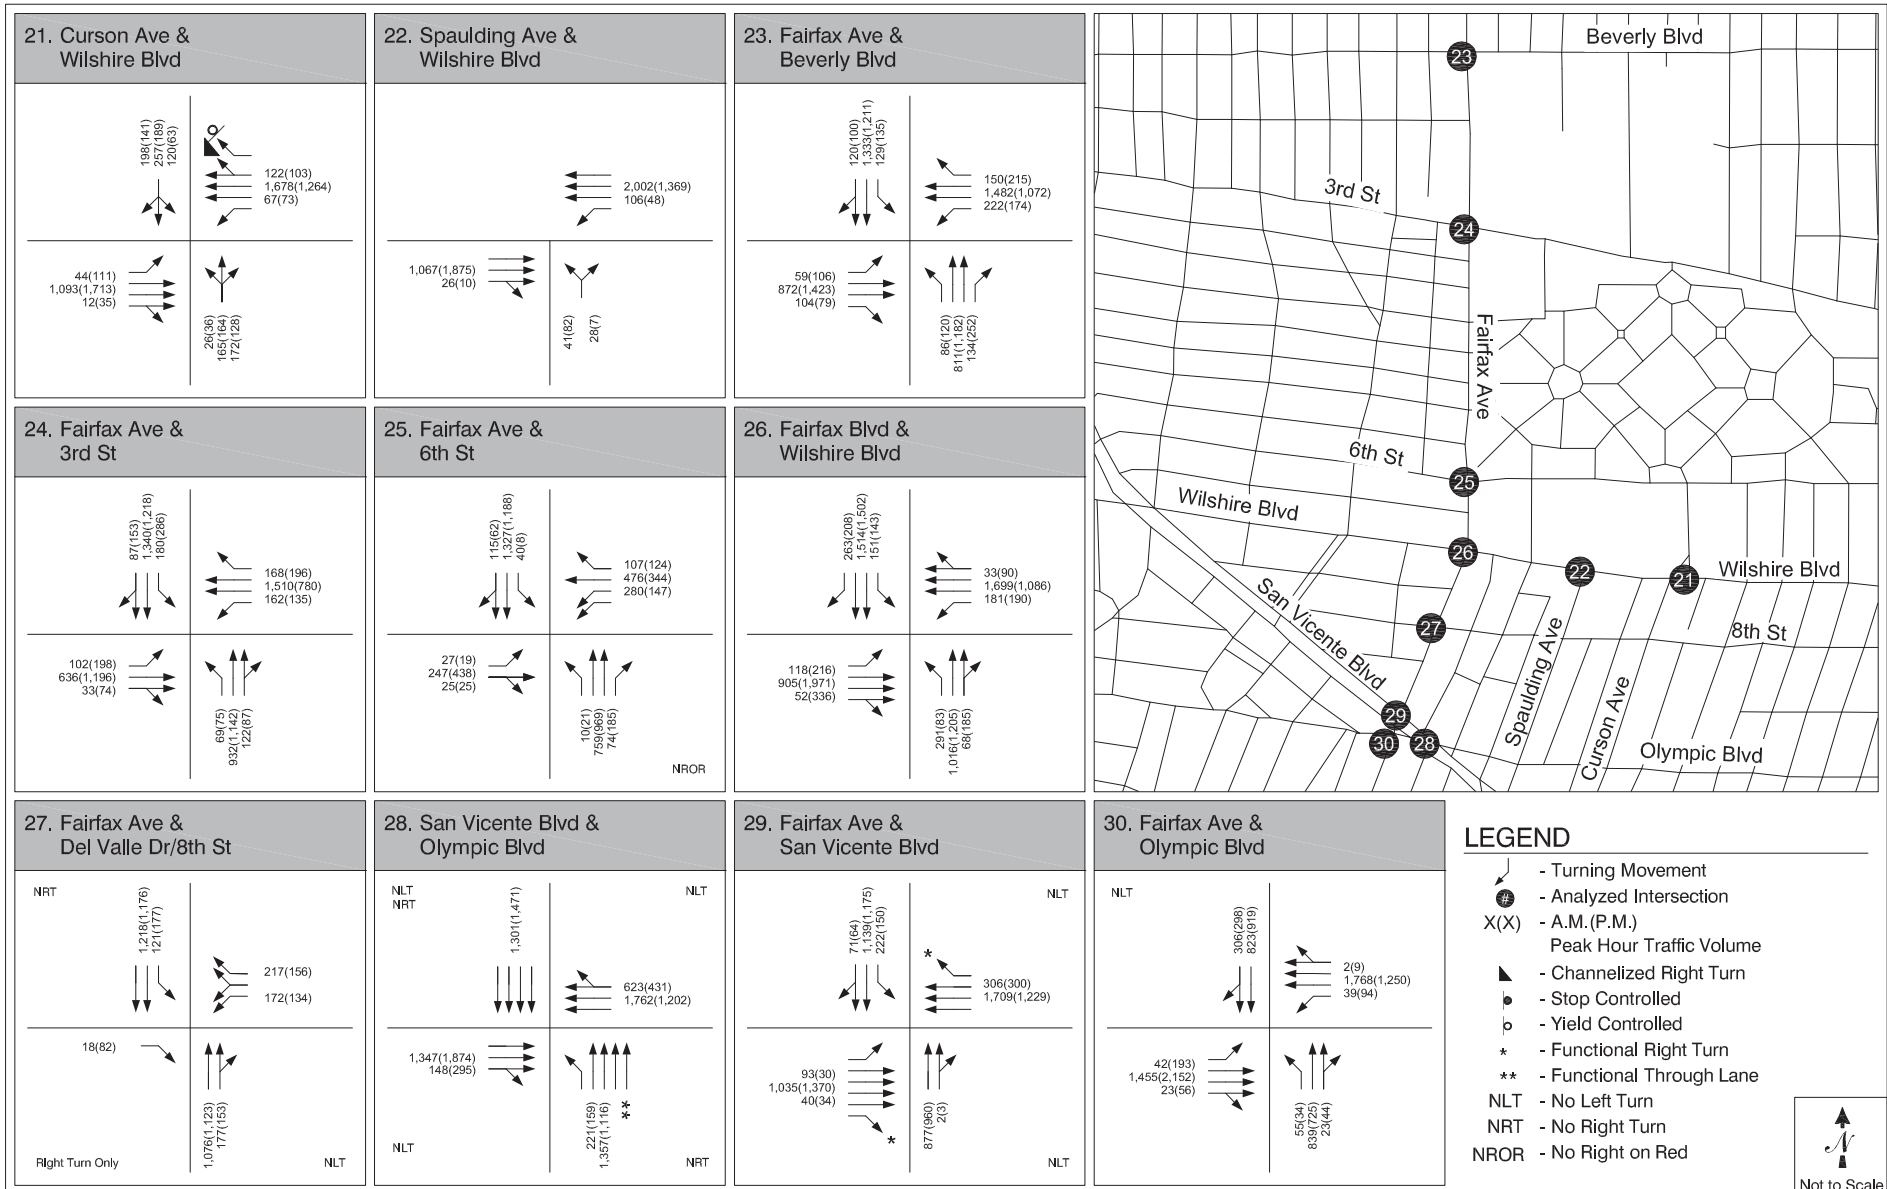 21. Curson Ave &
Wilshire Blvd
198(141)
257(189)
120(63)
122(103)
1,678(1,264)
67(73)
44(111)
1,093(1,713)
12(35)
26(36)
165(164)
172(128)
22. Spaulding Ave &
Wilshire Blvd
2,002(1,369)
106(48)
1,067(1,875)
26(10)
41(82)
28(7)
23. Fairfax Ave &
Beverly Blvd
120(100)
1,333(1,211)
129(135)
150(215)
1,482(1,072)
222(174)
59(106)
872(1,423)
104(79)
86(120)
811(1,182)
134(252)
24. Fairfax Ave &
3rd St
87(153)
1,340(1,218)
180(286)
168(196)
1,510(780)
162(135)
102(198)
636(1,196)
33(74)
69(75)
932(1,142)
122(87)
25. Fairfax Ave &
6th St
115(62)
1,327(1,188)
40(8)
107(124)
476(344)
280(147)
27(19)
247(438)
25(25)
10(21)
759(969)
74(185)
NROR
26. Fairfax Blvd &
Wilshire Blvd
263(208)
1,514(1,502)
151(143)
33(90)
1,699(1,086)
181(190)
118(216)
905(1,971)
52(336)
291(83)
1,016(1,205)
68(185)
27. Fairfax Ave &
Del Valle Dr/8th St
NRT
1,218(1,176)
121(177)
217(156)
172(134)
18(82)
1,076(1,123)
177(153)
Right Turn Only
NLT
28. San Vicente Blvd &
Olympic Blvd
NLT
NRT
NLT
1,301(1,471)
623(431)
1,762(1,202)
1,347(1,874)
148(295)
221(159)
1,357(1,116)
**
NLT
NRT
29. Fairfax Ave &
San Vicente Blvd
NLT
71(64)
1,139(1,175)
222(150)
*
306(300)
1,709(1,229)
93(30)
1,035(1,370)
40(34)
*
877(960)
2(3)
NLT
30. Fairfax Ave &
Olympic Blvd
NLT
306(298)
823(919)
2(9)
1,768(1,250)
39(94)
42(193)
1,455(2,152)
23(56)
55(34)
839(725)
23(44)
Beverly Blvd
23
3rd St
24
Fairfax Ave
6th St
25
Wilshire Blvd
26
22
21
Wilshire Blvd
San Vicente Blvd
27
8th St
Spaulding Ave
Curson Ave
29
30
28
Olympic Blvd
LEGEND
- Turning Movement
# - Analyzed Intersection
X(X) - A.M.(P.M.)
Peak Hour Traffic Volume
- Channelized Right Turn
- Stop Controlled
- Yield Controlled
* - Functional Right Turn
** - Functional Through Lane
NLT - No Left Turn
NRT - No Right Turn
NROR - No Right on Red
N
Not to Scale